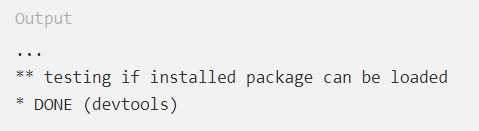 Output
...
** testing if installed package can be loaded
* DONE (devtools)